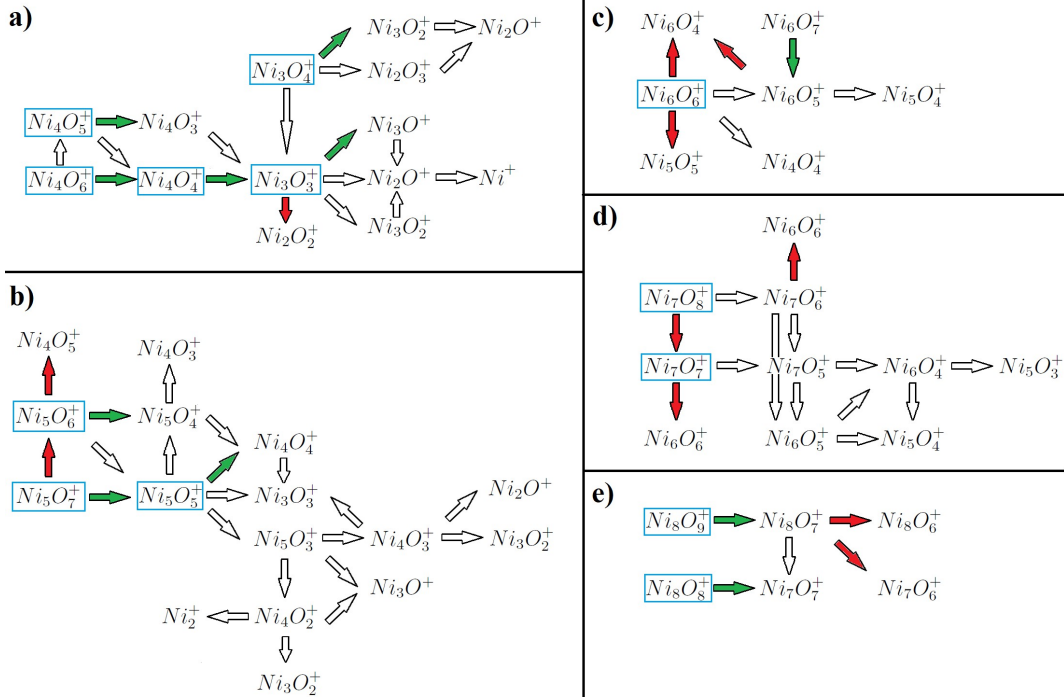 a)
Ni₃O₂⁺ Ni₂O⁺
Ni₃O₄⁺ Ni₂O₃⁺
Ni₄O₅⁺ Ni₄O₃⁺ Ni₃O⁺
Ni₄O₆⁺ Ni₄O₄⁺ Ni₃O₃⁺ Ni₂O⁺ Ni⁺
Ni₃O₂⁺
Ni₂O₂⁺
b)
Ni₄O₅⁺ Ni₄O₃⁺
Ni₅O₆⁺ Ni₅O₄⁺
Ni₄O₄⁺
Ni₅O₇⁺ Ni₅O₅⁺ Ni₃O₃⁺ Ni₂O⁺
Ni₅O₃⁺ Ni₄O₃⁺ Ni₃O₂⁺
Ni₃O⁺
Ni₂⁺ Ni₄O₂⁺
Ni₃O₂⁺
c)
Ni₆O₄⁺ Ni₆O₇⁺
Ni₆O₆⁺ Ni₆O₅⁺ Ni₅O₄⁺
Ni₅O₅⁺ Ni₄O₄⁺
d)
Ni₆O₆⁺
Ni₇O₈⁺ Ni₇O₆⁺
Ni₇O₇⁺ Ni₇O₅⁺ Ni₆O₄⁺ Ni₅O₃⁺
Ni₆O₆⁺ Ni₆O₅⁺ Ni₅O₄⁺
e)
Ni₈O₉⁺ Ni₈O₇⁺ Ni₈O₆⁺
Ni₈O₈⁺ Ni₇O₇⁺ Ni₇O₆⁺